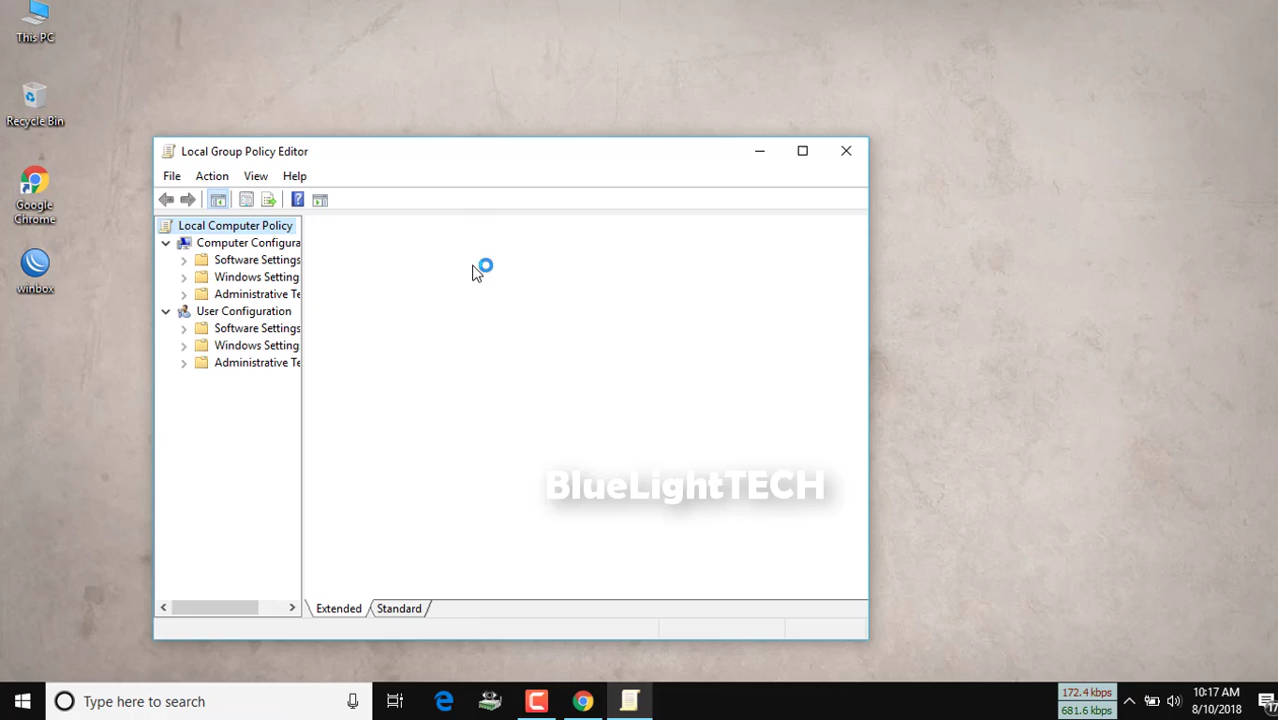 This PC
Recycle Bin
Google
Chrome
winbox
Local Group Policy Editor
File Action View Help
Local Computer Policy
Computer Configura
Software Settings
Windows Setting
Administrative Te
User Configuration
Software Settings
Windows Setting
Administrative Te
BlueLightTECH
Extended Standard
Type here to search
172.4 kbps
681.6 kbps
10:17 AM
8/10/2018
17